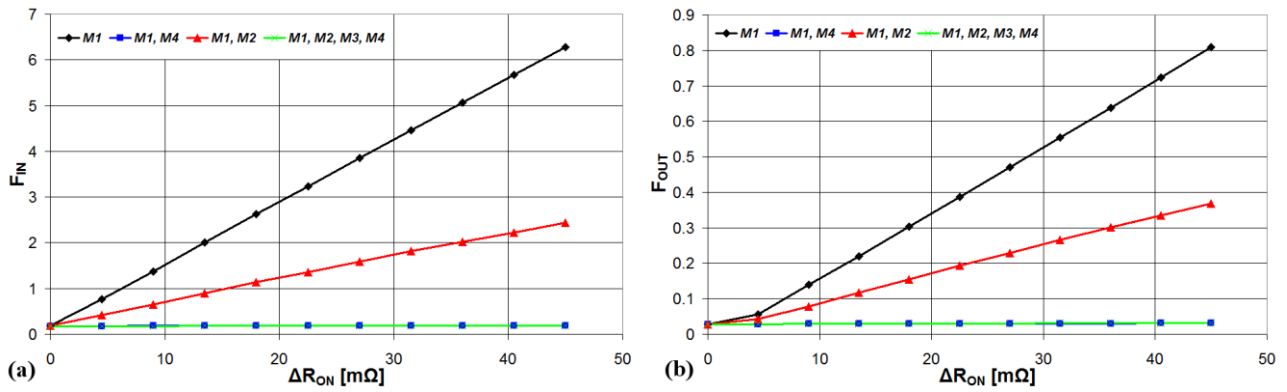 M1 M1, M4 M1, M2 M1, M2, M3, M4
7
6
5
4
3
2
1
0
F_IN
0 10 20 30 40 50
ΔR_ON [mΩ]
(a)
M1 M1, M4 M1, M2 M1, M2, M3, M4
0.9
0.8
0.7
0.6
0.5
0.4
0.3
0.2
0.1
0
F_OUT
0 10 20 30 40 50
ΔR_ON [mΩ]
(b)